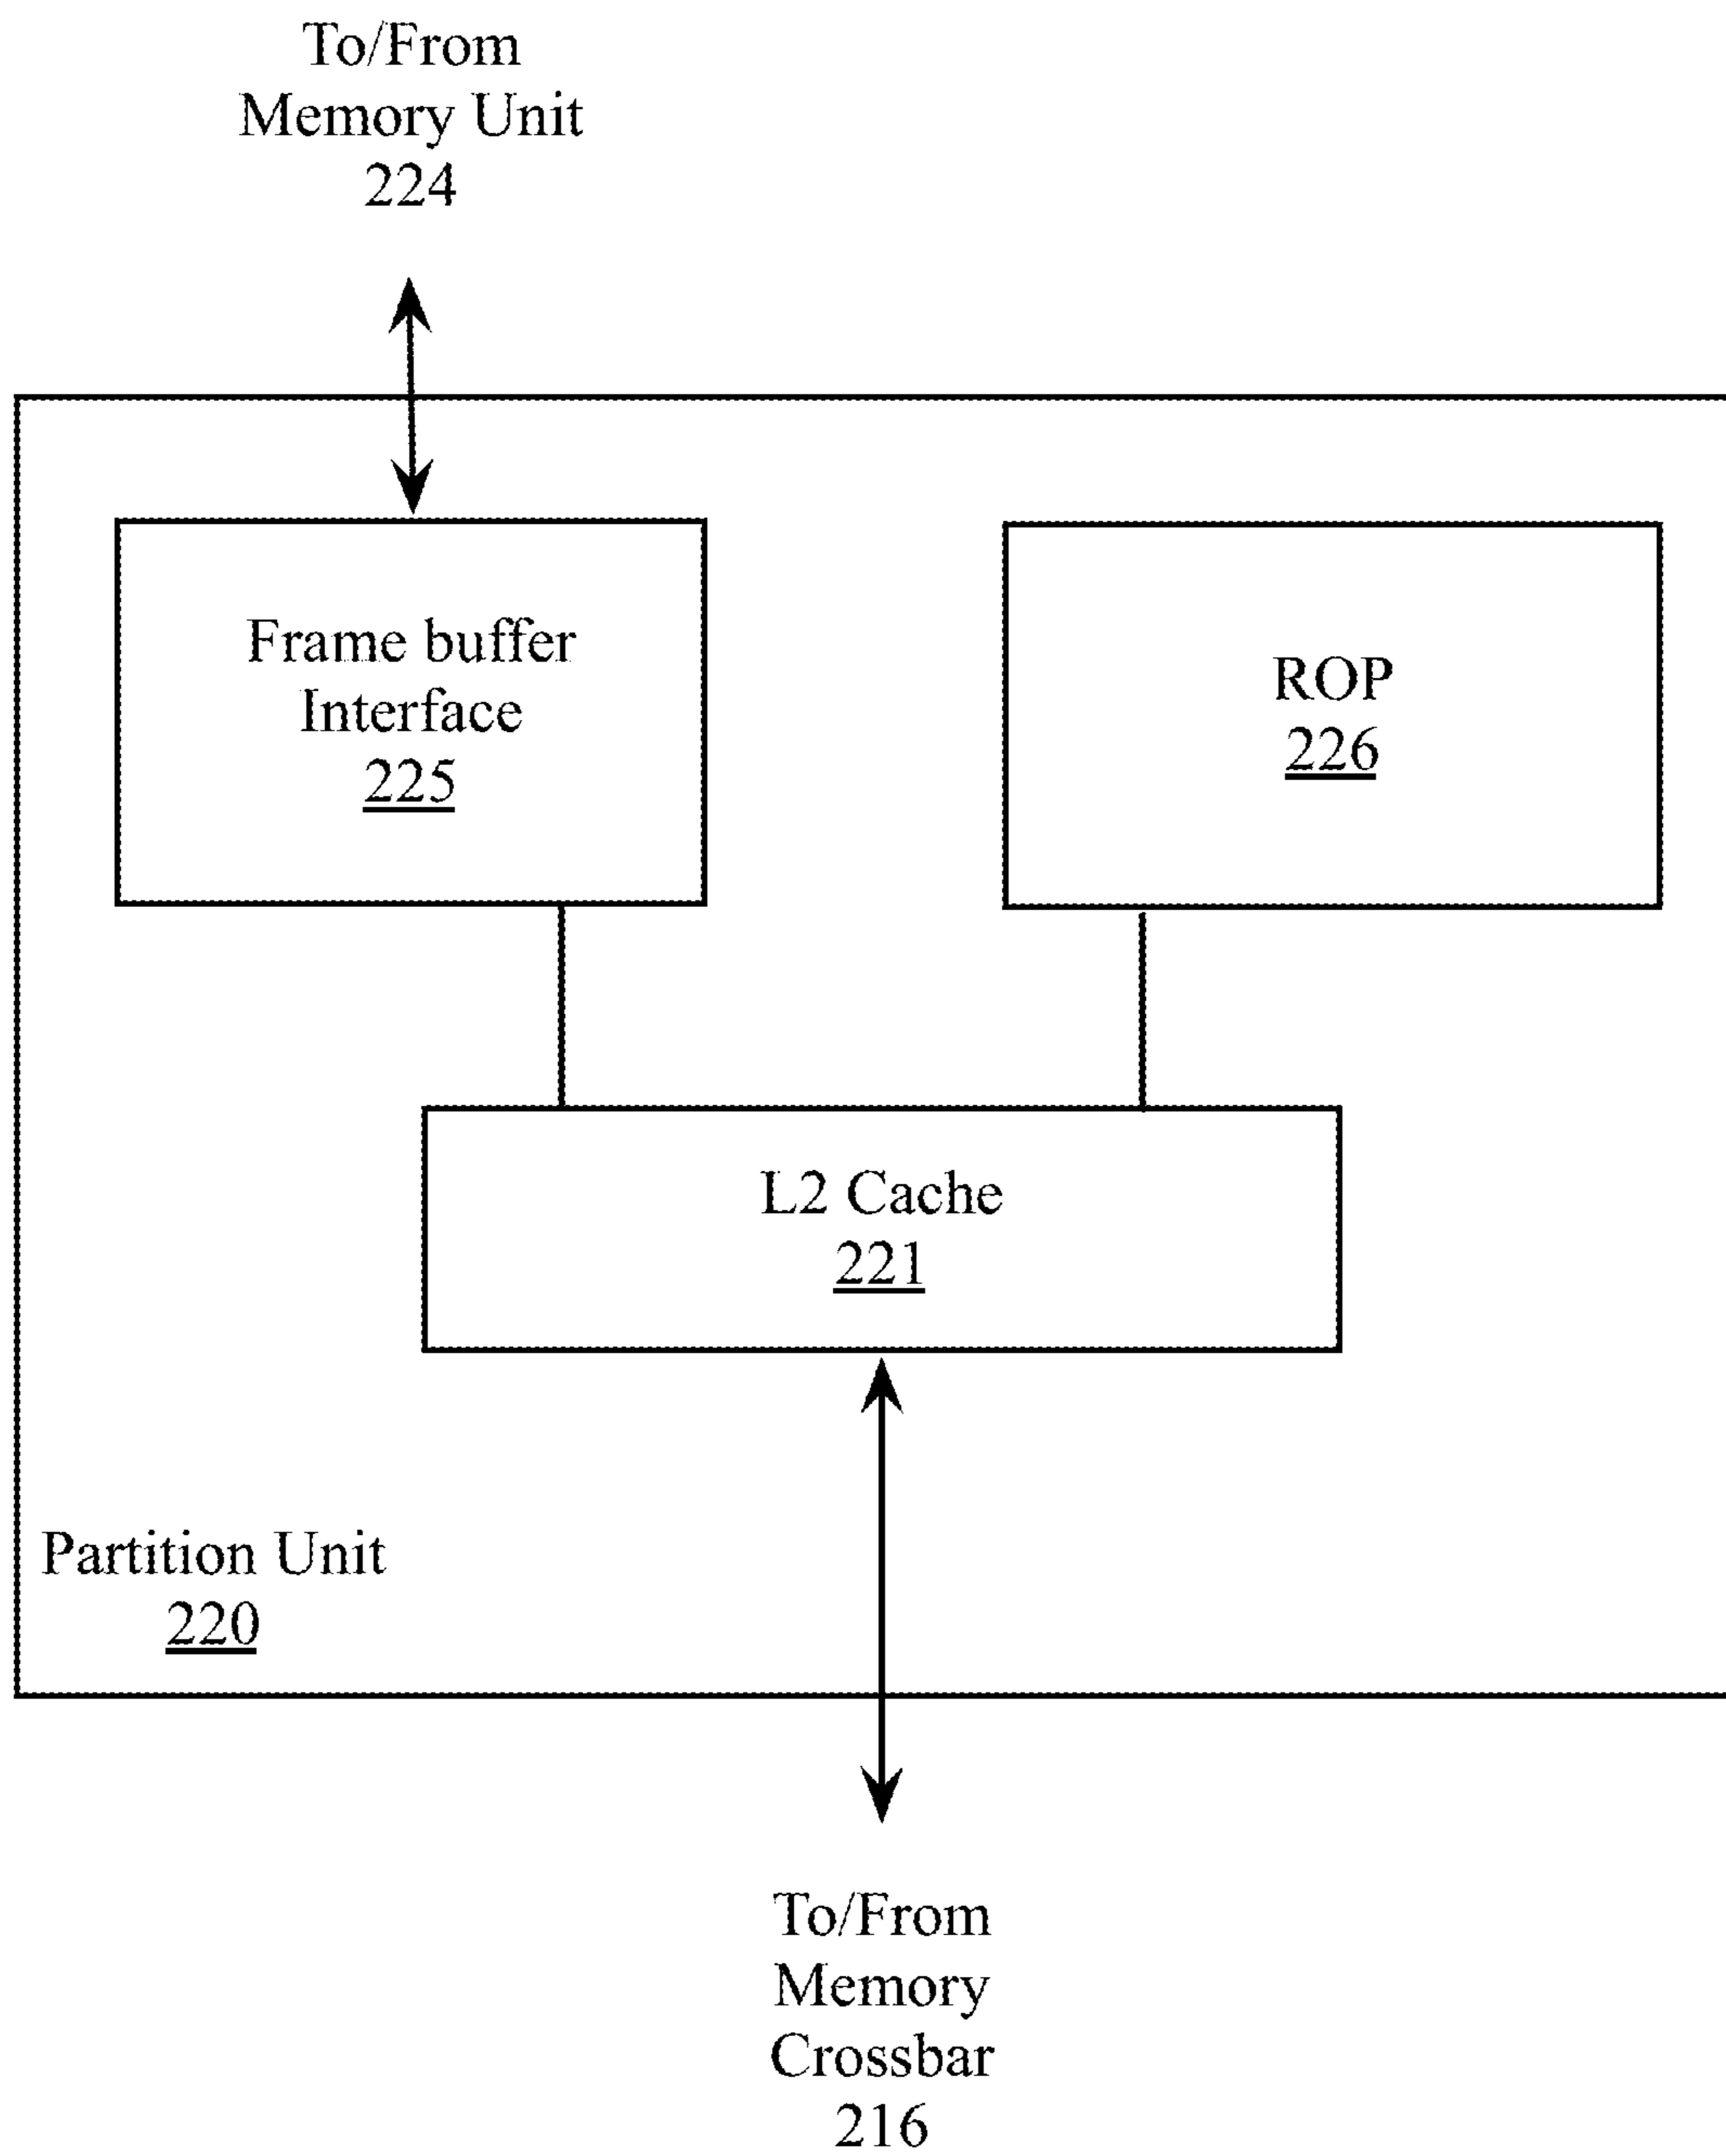 To/From
Memory Unit
224
Frame buffer
Interface
225
ROP
226
L2 Cache
221
Partition Unit
220
To/From
Memory
Crossbar
216